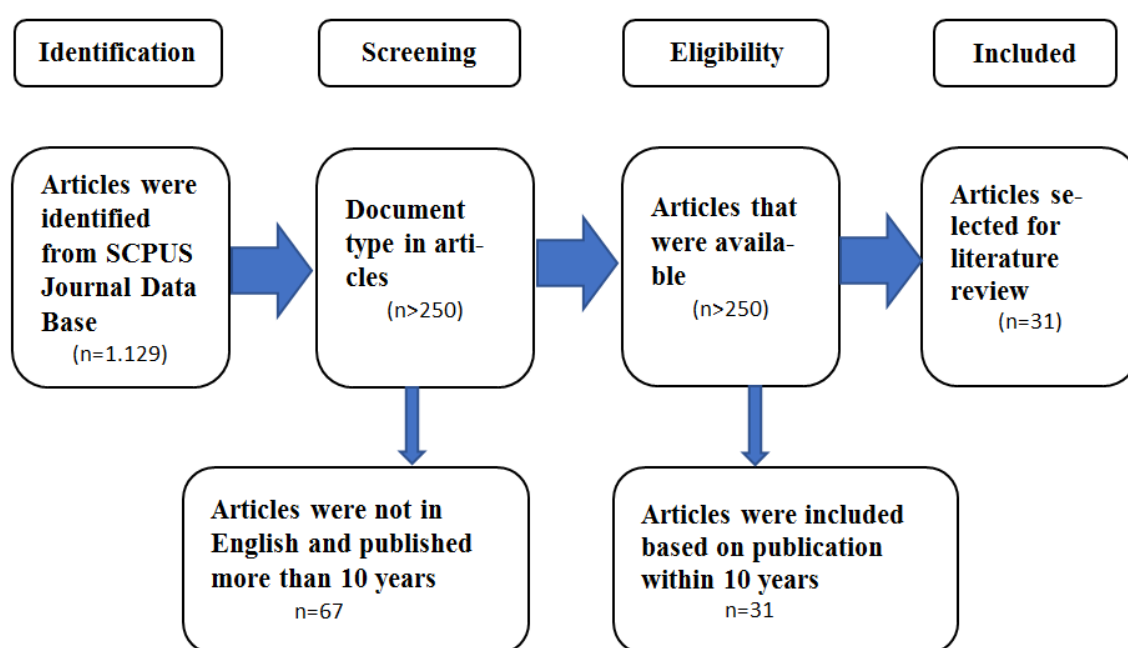 Identification
Screening
Eligibility
Included
Articles were
identified
from SCPUS
Journal Data
Base
(n=1.129)
Document
type in arti-
cles
(n>250)
Articles that
were availa-
ble
(n>250)
Articles se-
lected for
literature
review
(n=31)
Articles were not in
English and published
more than 10 years
n=67
Articles were included
based on publication
within 10 years
n=31